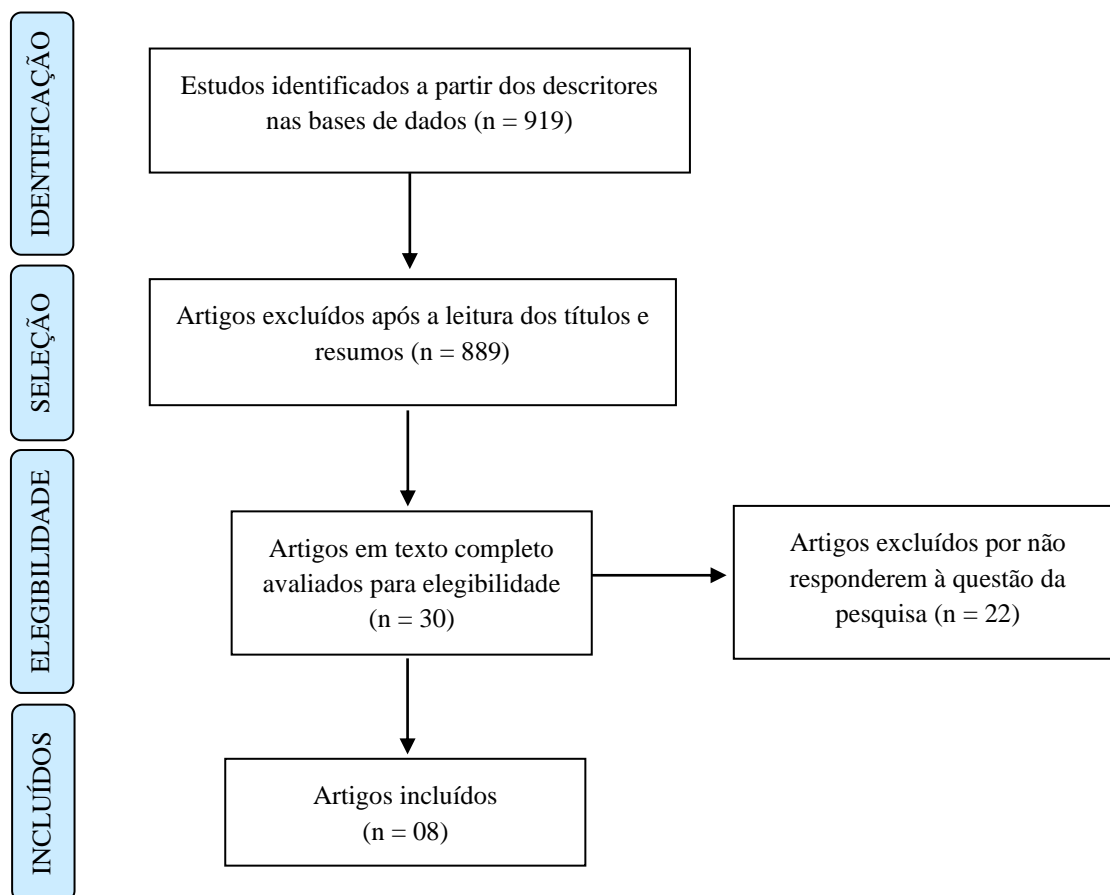 IDENTIFICAÇÃO
Estudos identificados a partir dos descritores
nas bases de dados (n = 919)
SELEÇÃO
Artigos excluídos após a leitura dos títulos e
resumos (n = 889)
ELEGIBILIDADE
Artigos em texto completo
avaliados para elegibilidade
(n = 30)
Artigos excluídos por não
responderem à questão da
pesquisa (n = 22)
INCLUÍDOS
Artigos incluídos
(n = 08)